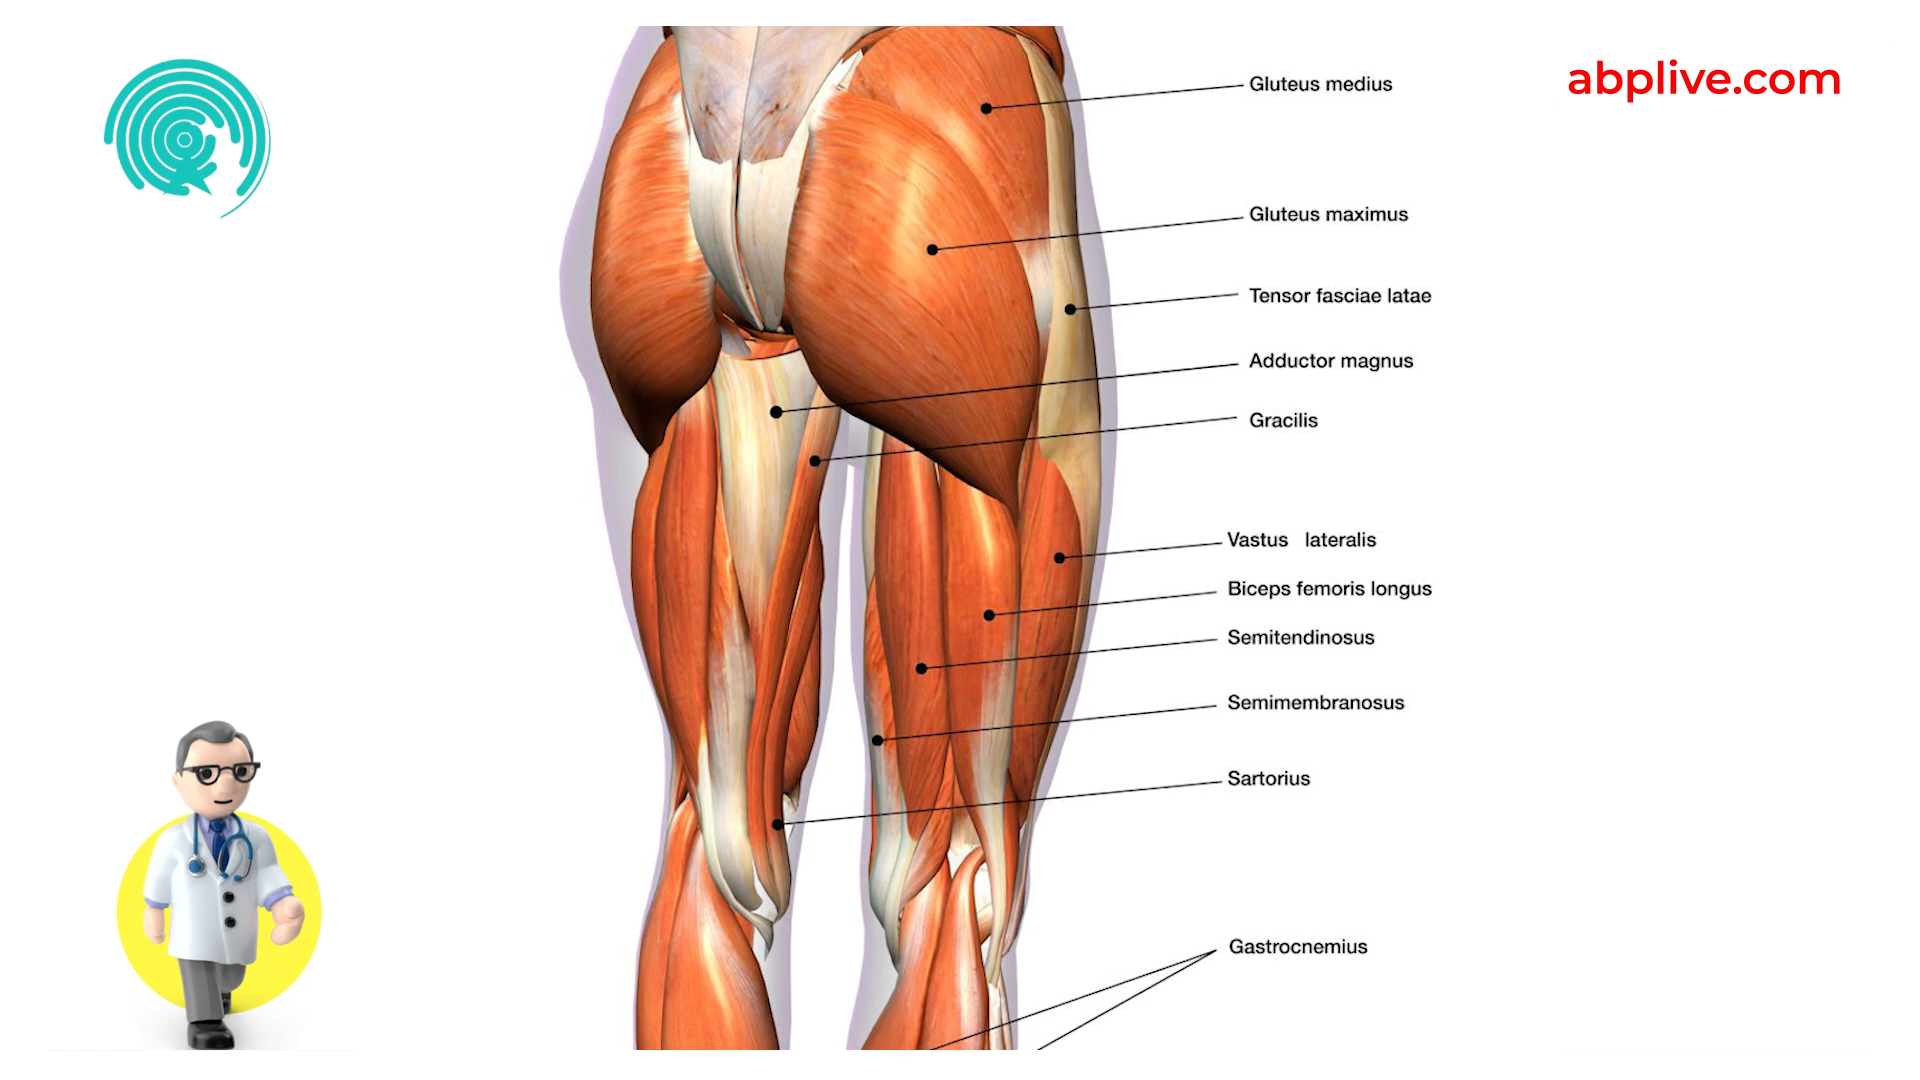 abplive.com
Gluteus medius
Gluteus maximus
Tensor fasciae latae
Adductor magnus
Gracilis
Vastus lateralis
Biceps femoris longus
Semitendinosus
Semimembranosus
Sartorius
Gastrocnemius